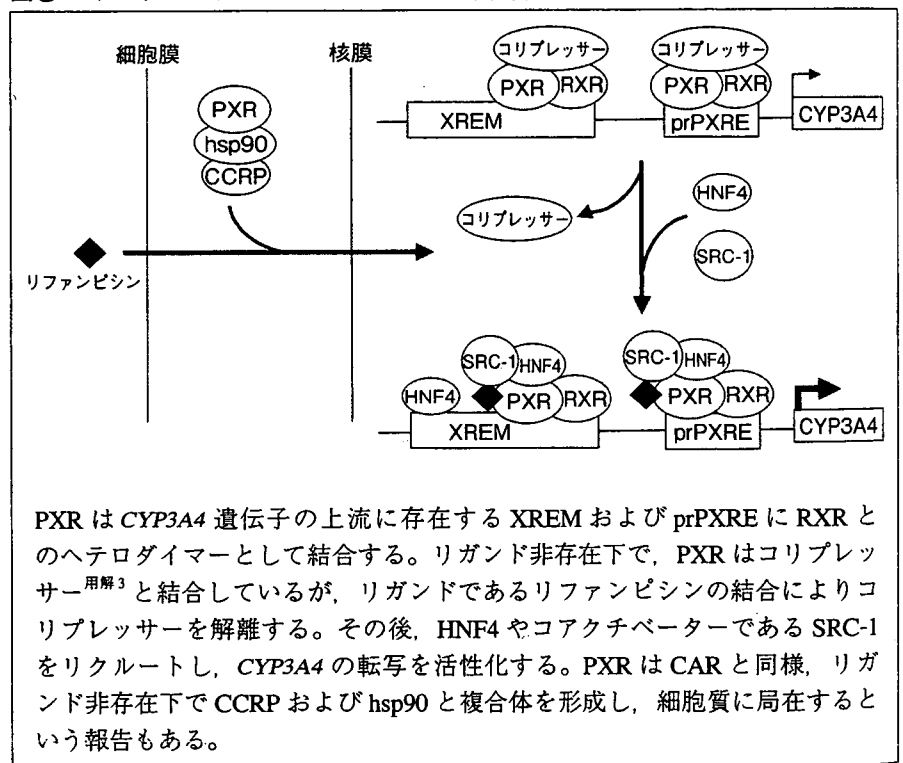 細胞膜
核膜
コリプレッサー
コリプレッサー
PXR
RXR
PXR
RXR
XREM
prPXRE
CYP3A4
PXR
hsp90
CCRP
リファンピシン
コリプレッサー
HNF4
SRC-1
SRC-1
HNF4
HNF4
PXR
RXR
XREM
SRC-1
HNF4
PXR
RXR
prPXRE
CYP3A4
PXR は CYP3A4 遺伝子の上流に存在する XREM および prPXRE に RXR と
のヘテロダイマーとして結合する。リガンド非存在下で，PXR はコリプレッ
サー用解3 と結合しているが，リガンドであるリファンピシンの結合によりコ
リプレッサーを解離する。その後，HNF4 やコアクチベーターである SRC-1
をリクルートし，CYP3A4 の転写を活性化する。PXR は CAR と同様，リガ
ンド非存在下で CCRP および hsp90 と複合体を形成し，細胞質に局在すると
いう報告もある。